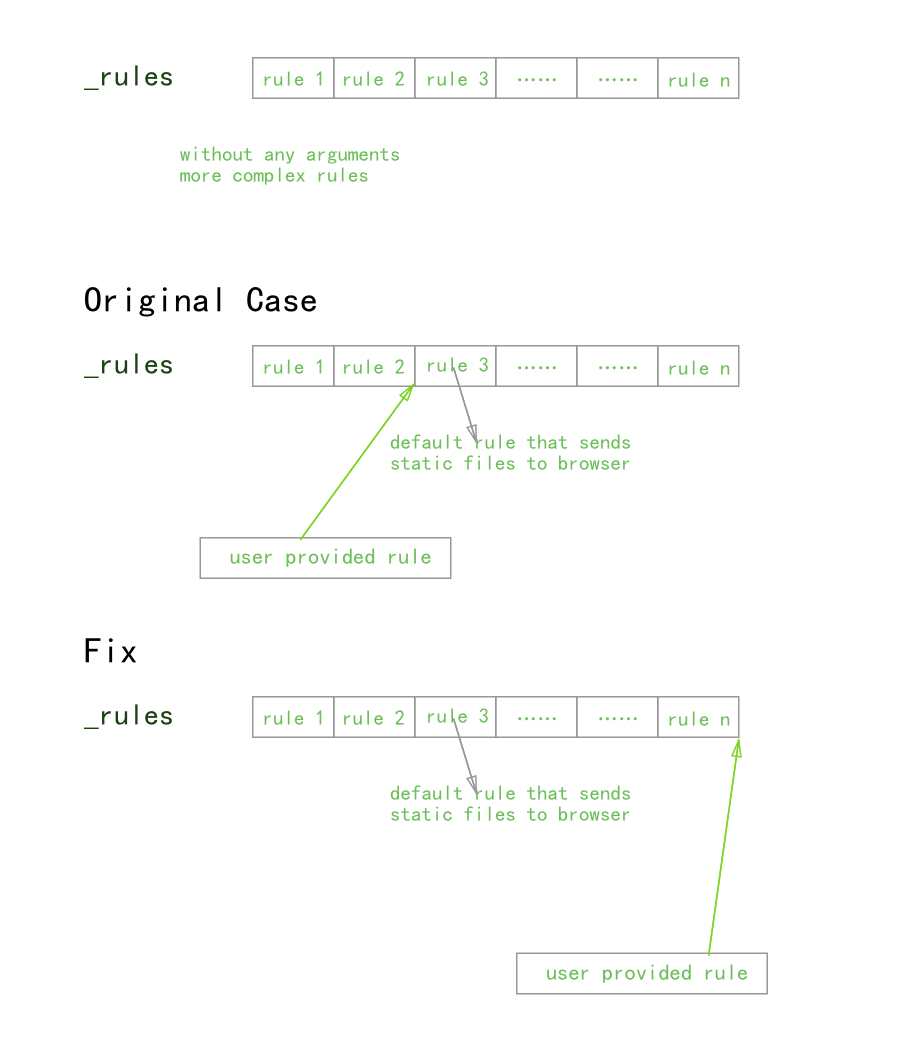 _rules rule 1 rule 2 rule 3 …… …… rule n
without any arguments
more complex rules
Original Case
_rules rule 1 rule 2 rule 3 …… …… rule n
default rule that sends
static files to browser
user provided rule
Fix
_rules rule 1 rule 2 rule 3 …… …… rule n
default rule that sends
static files to browser
user provided rule